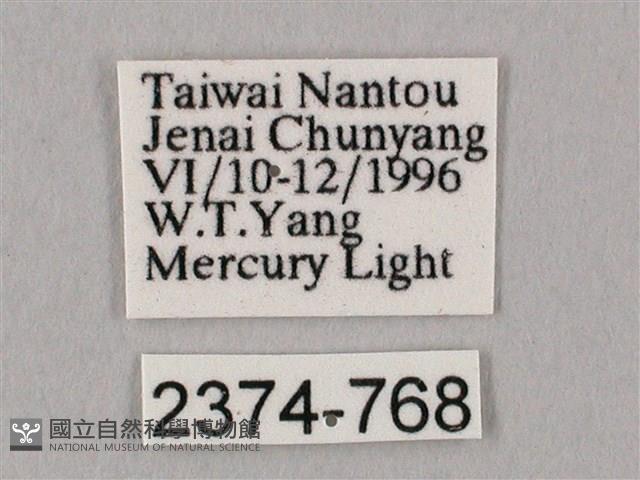 Taiwai Nantou
Jenai Chunyang
VI/10-12/1996
W.T.Yang
Mercury Light
2374-768
國立自然科學博物館
NATIONAL MUSEUM OF NATURAL SCIENCE